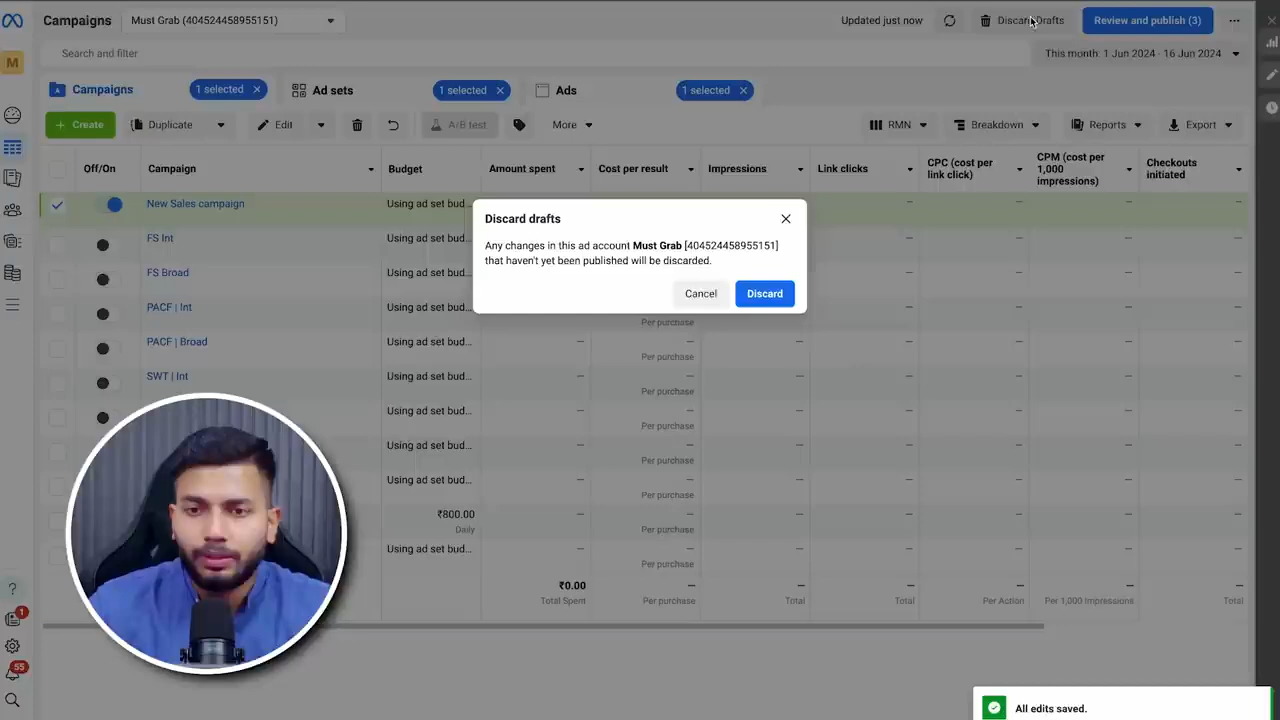 Campaigns
Must Grab (404524458955151)
Updated just now
Discard Drafts
Review and publish (3)
M
Search and filter
This month: 1 Jun 2024 - 16 Jun 2024
Campaigns
1 selected
Ad sets
1 selected
Ads
1 selected
+ Create
Duplicate
Edit
A/B test
More
RMN
Breakdown
Reports
Export
Off/On
Campaign
Budget
Amount spent
Cost per result
Impressions
Link clicks
CPC (cost per
link click)
CPM (cost per
1,000
impressions)
Checkouts
initiated
New Sales campaign
Using ad set bud...
FS Int
Using ad set bud...
FS Broad
Using ad set bud...
PACF | Int
Using ad set bud...
Per purchase
PACF | Broad
Using ad set bud...
Per purchase
SWT | Int
Using ad set bud...
Per purchase
Using ad set bud...
Per purchase
Using ad set bud...
Per purchase
Using ad set bud...
Per purchase
₹800.00
Daily
Per purchase
Using ad set bud...
Per purchase
₹0.00
Total Spent
Per purchase
Total
Total
Per Action
Per 1,000 Impressions
Total
Discard drafts
Any changes in this ad account Must Grab [404524458955151]
that haven't yet been published will be discarded.
Cancel
Discard
?
1
55
All edits saved.